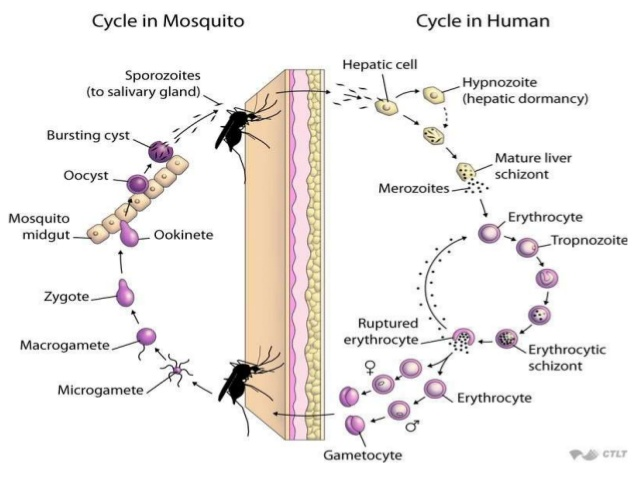 Cycle in Mosquito
Cycle in Human
Sporozoites
(to salivary gland)
Bursting cyst
Oocyst
Mosquito
midgut
Ookinete
Zygote
Macrogamete
Microgamete
Hepatic cell
Hypnozoite
(hepatic dormancy)
Mature liver
schizont
Merozoites
Erythrocyte
Tropnozoite
Ruptured
erythrocyte
Erythrocytic
schizont
♀
Erythrocyte
♂
Gametocyte
CTLT